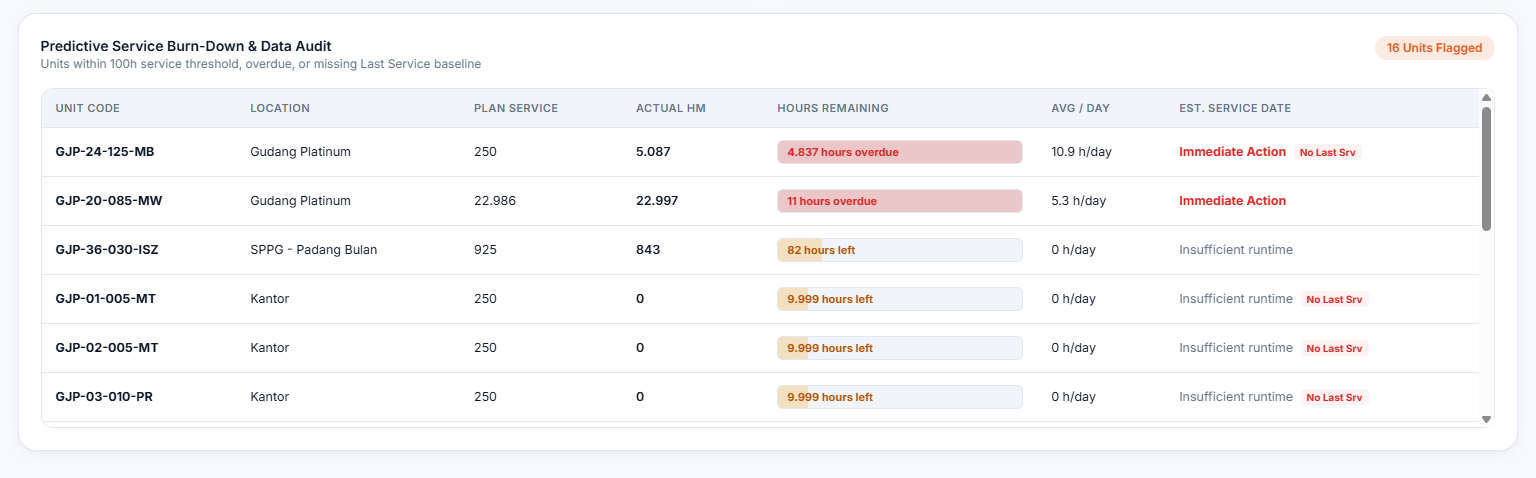 Predictive Service Burn-Down & Data Audit
16 Units Flagged
Units within 100h service threshold, overdue, or missing Last Service baseline
UNIT CODE LOCATION PLAN SERVICE ACTUAL HM HOURS REMAINING AVG / DAY EST. SERVICE DATE
GJP-24-125-MB Gudang Platinum 250 5.087 4.837 hours overdue 10.9 h/day Immediate Action No Last Srv
GJP-20-085-MW Gudang Platinum 22.986 22.997 11 hours overdue 5.3 h/day Immediate Action
GJP-36-030-ISZ SPPG - Padang Bulan 925 843 82 hours left 0 h/day Insufficient runtime
GJP-01-005-MT Kantor 250 0 9.999 hours left 0 h/day Insufficient runtime No Last Srv
GJP-02-005-MT Kantor 250 0 9.999 hours left 0 h/day Insufficient runtime No Last Srv
GJP-03-010-PR Kantor 250 0 9.999 hours left 0 h/day Insufficient runtime No Last Srv